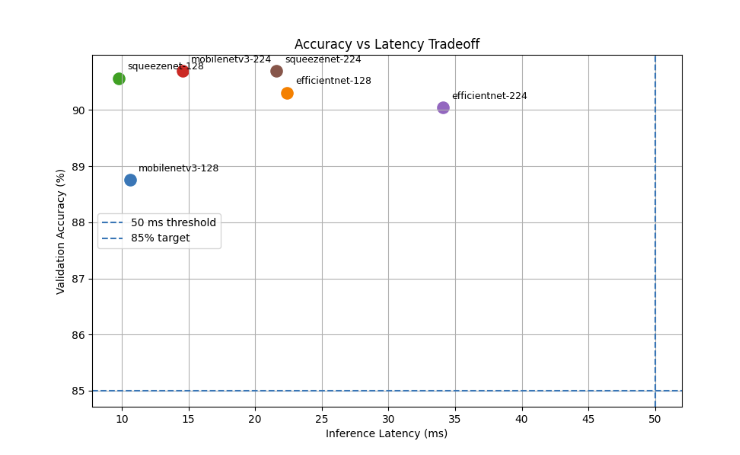 Accuracy vs Latency Tradeoff
mobilenetv3-224
squeezenet-224
squeezenet-128
efficientnet-128
efficientnet-224
mobilenetv3-128
50 ms threshold
85% target
Validation Accuracy (%)
90
89
88
87
86
85
10 15 20 25 30 35 40 45 50
Inference Latency (ms)